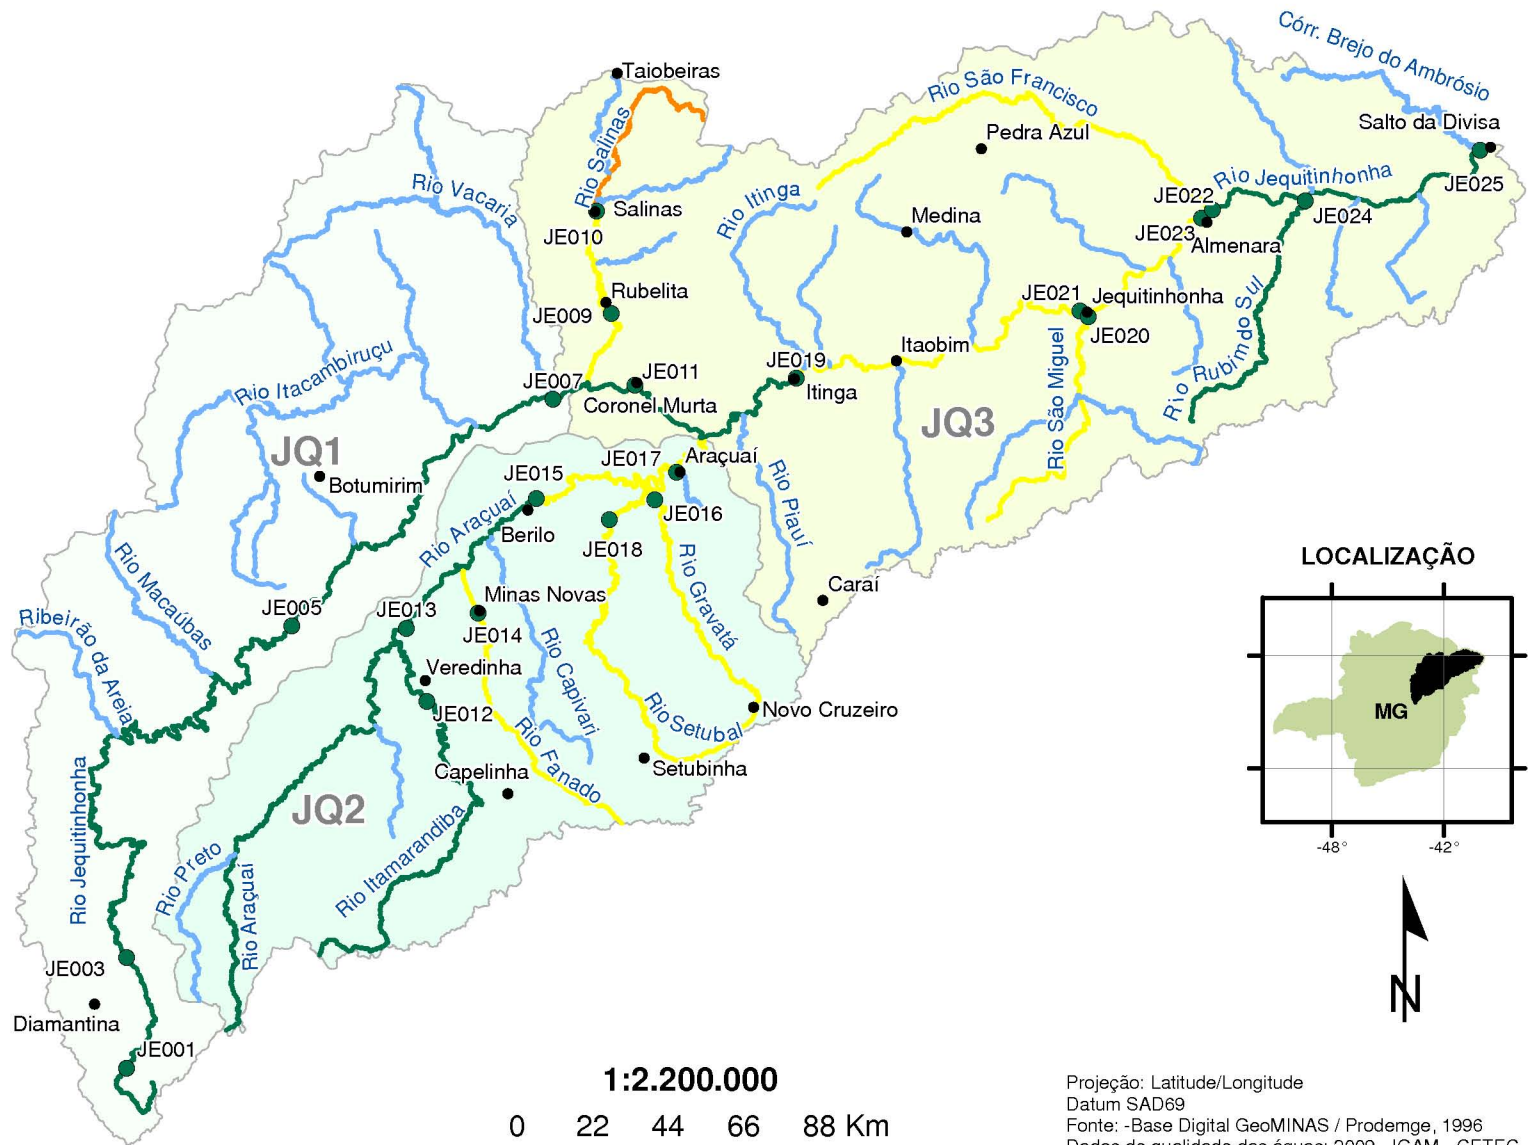 Córr. Brejo do Ambrósio
Taiobeiras
Rio São Francisco
Rio Salinas
Pedra Azul
Salto da Divisa
Rio Vacaria
Rio Itinga
Salinas
Medina
JE022
Rio Jequitinhonha
JE025
JE010
JE023
Almenara
JE024
Rubelita
JE009
JE021
Jequitinhonha
JE020
Rio Itacambiruçu
Itaobim
Rio São Miguel
Rio Rubim do Sul
JE007
JE011
JE019
Itinga
Coronel Murta
JQ1
JQ3
Botumirim
JE015
JE017
Araçuaí
Rio Piauí
Rio Araçuaí
Berilo
JE016
JE018
Rio Macaúbas
Rio Gravatá
LOCALIZAÇÃO
Minas Novas
Caraí
JE005
JE013
JE014
Ribeirão da Areia
Rio Capivari
Veredinha
JE012
Rio Setubal
Novo Cruzeiro
MG
Rio Fanado
Setubinha
Capelinha
JQ2
Rio Jequitinhonha
Rio Preto
Rio Araçuaí
Rio Itamarandiba
-48°
-42°
JE003
Diamantina
N
JE001
1:2.200.000
0 22 44 66 88 Km
Projeção: Latitude/Longitude
Datum SAD69
Fonte: -Base Digital GeoMINAS / Prodemge, 1996